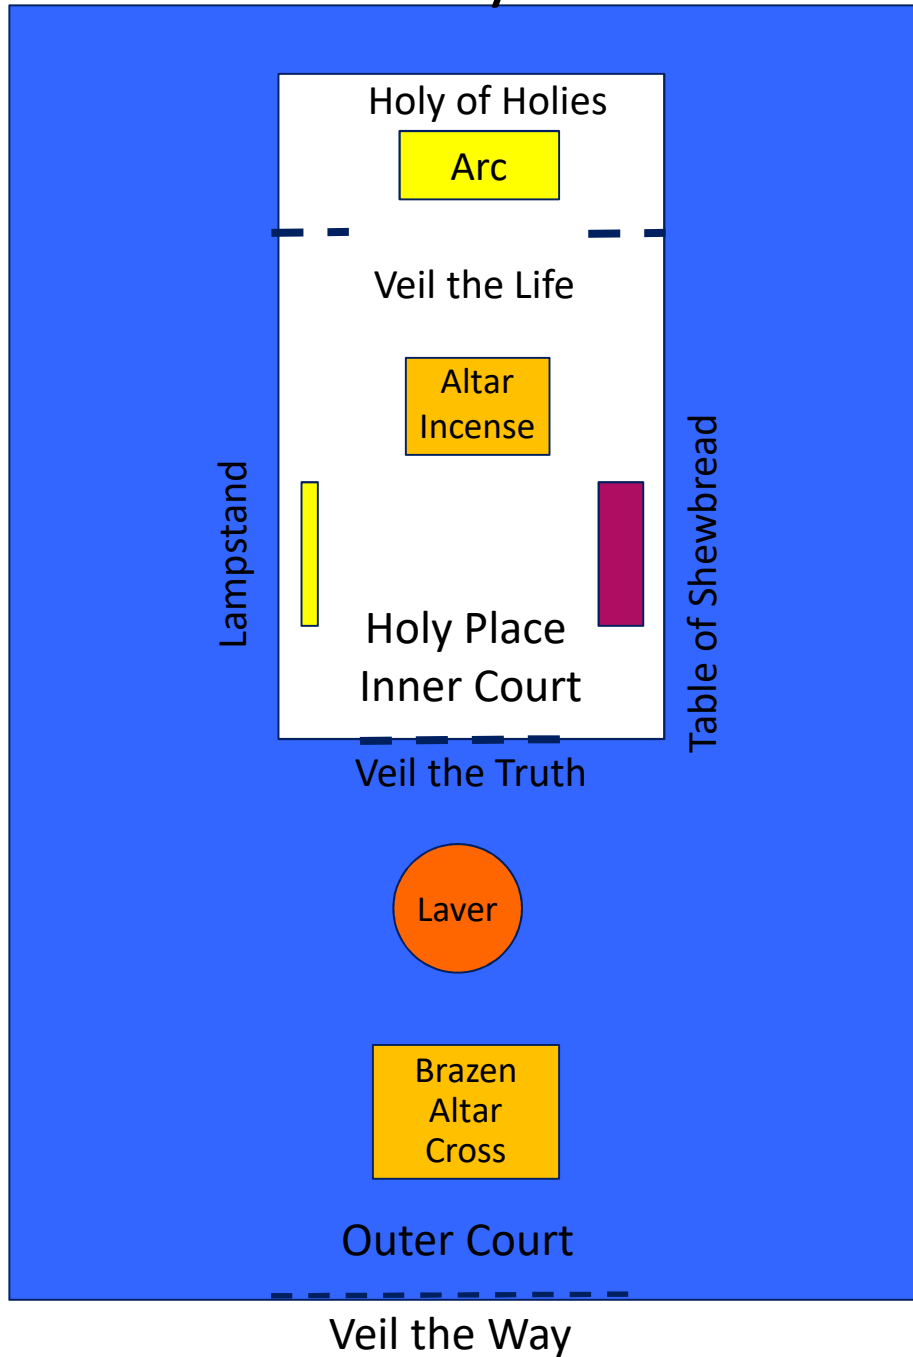 Holy of Holies
Arc
Veil the Life
Altar
Incense
Lampstand
Table of Shewbread
Holy Place
Inner Court
Veil the Truth
Laver
Brazen
Altar
Cross
Outer Court
Veil the Way